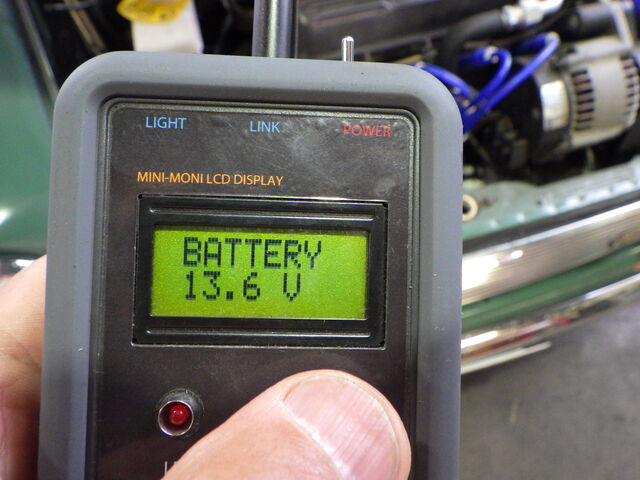 LIGHT LINK POWER
MINI-MONI LCD DISPLAY
BATTERY
13.6 V